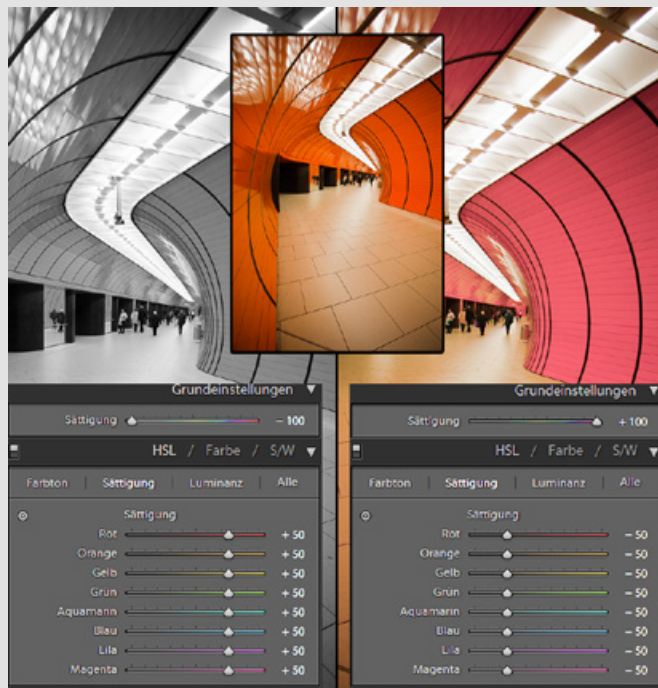 Grundeinstellungen ▼
Sättigung − 100
HSL / Farbe / S/W ▼
Farbton | Sättigung | Luminanz | Alle
Sättigung
Rot + 50
Orange + 50
Gelb + 50
Grün + 50
Aquamarin + 50
Blau + 50
Lila + 50
Magenta + 50
Grundeinstellungen ▼
Sättigung + 100
HSL / Farbe / S/W ▼
Farbton | Sättigung | Luminanz | Alle
Sättigung
Rot − 50
Orange − 50
Gelb − 50
Grün − 50
Aquamarin − 50
Blau − 50
Lila − 50
Magenta − 50